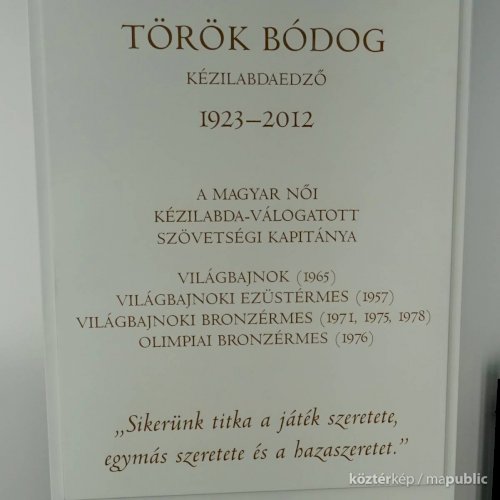 TÖRÖK BÓDOG
KÉZILABDAEDZŐ
1923–2012
A MAGYAR NŐI
KÉZILABDA-VÁLOGATOTT
SZÖVETSÉGI KAPITÁNYA
VILÁGBAJNOK (1965)
VILÁGBAJNOKI EZÜSTÉRMES (1957)
VILÁGBAJNOKI BRONZÉRMES (1971, 1975, 1978)
OLIMPIAI BRONZÉRMES (1976)
„Sikerünk titka a játék szeretete,
egymás szeretete és a hazaszeretet.”
köztérkép / mapublic